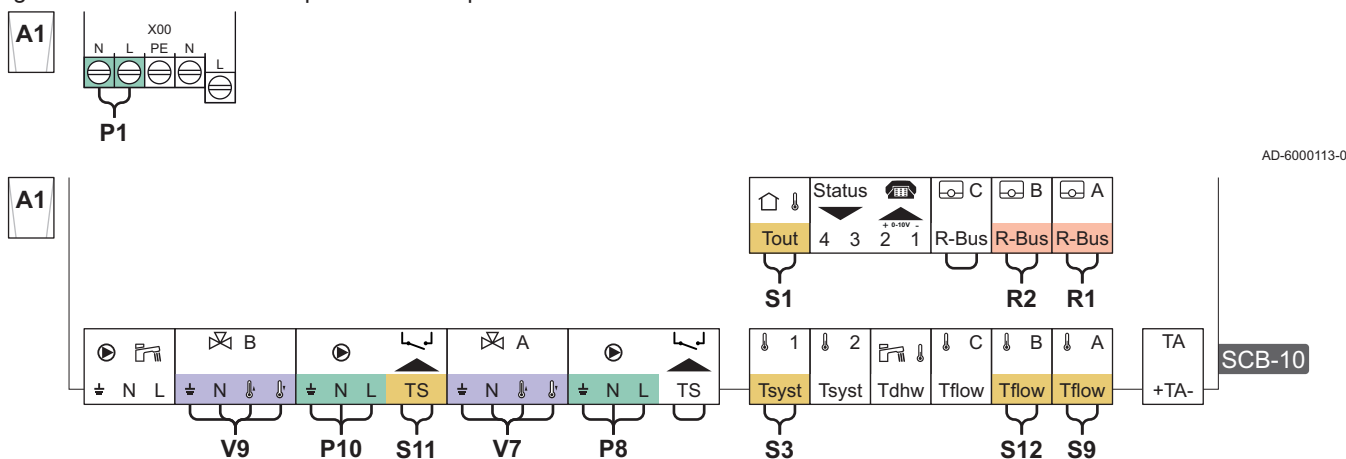 A1
X00
N L PE N L
P1
AD-6000113-0
A1
Status C B A
+ 0-10V -
Tout 4 3 2 1 R-Bus R-Bus R-Bus
S1 R2 R1
B A 1 2 C B A TA
SCB-10
N L N N L TS N N L TS Tsyst Tsyst Tdhw Tflow Tflow Tflow +TA-
V9 P10 S11 V7 P8 S3 S12 S9